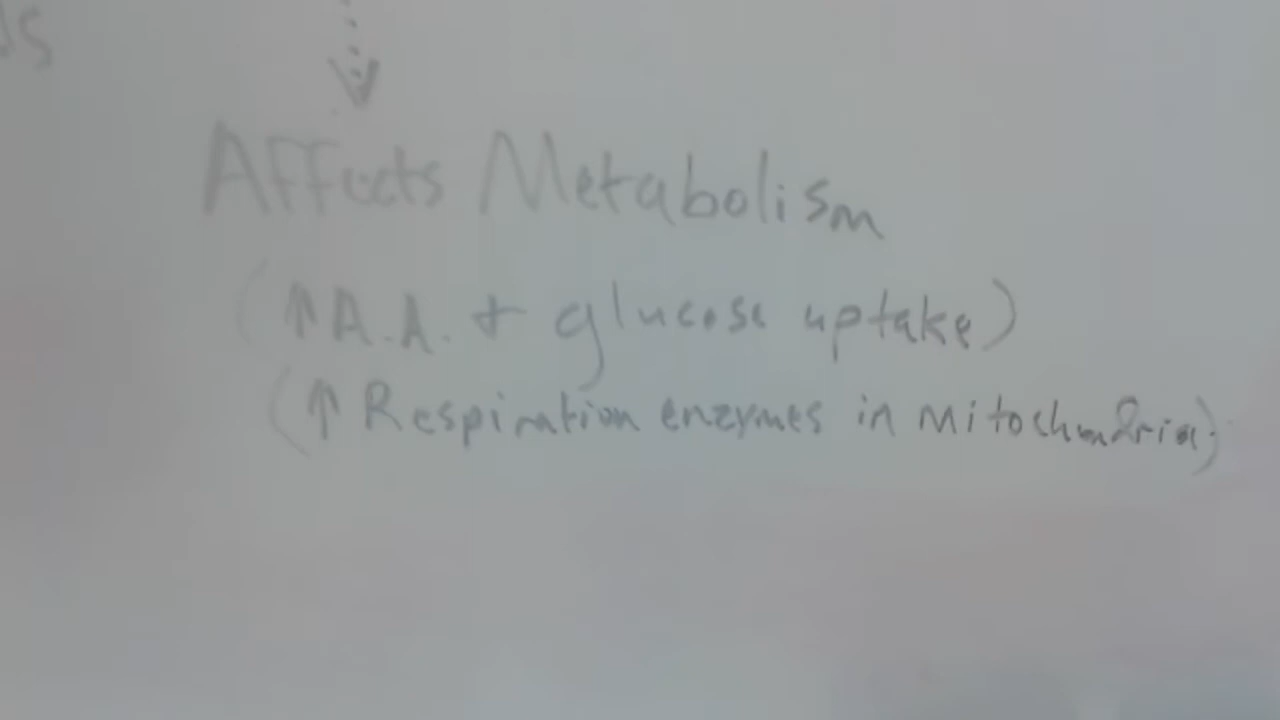 Affects Metabolism
(↑ A.A. + glucose uptake)
(↑ Respiration enzymes in mitochondria.)